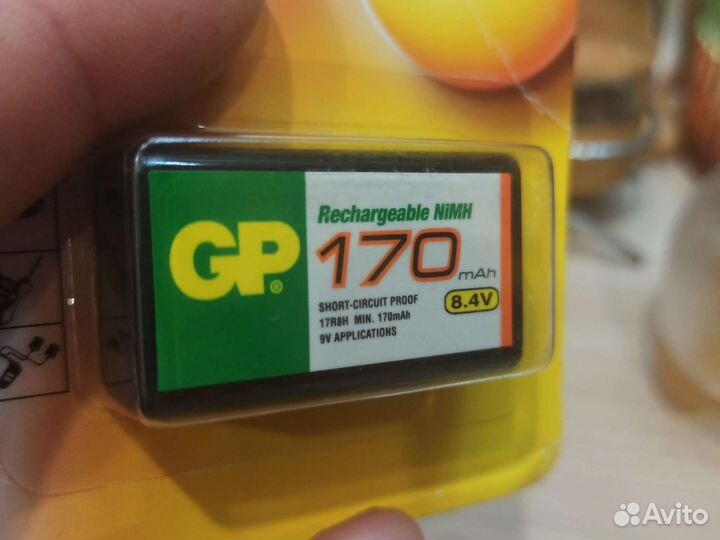 GP®
Rechargeable NiMH
170 mAh
8.4V
SHORT-CIRCUIT PROOF
17R8H MIN. 170mAh
9V APPLICATIONS
Avito